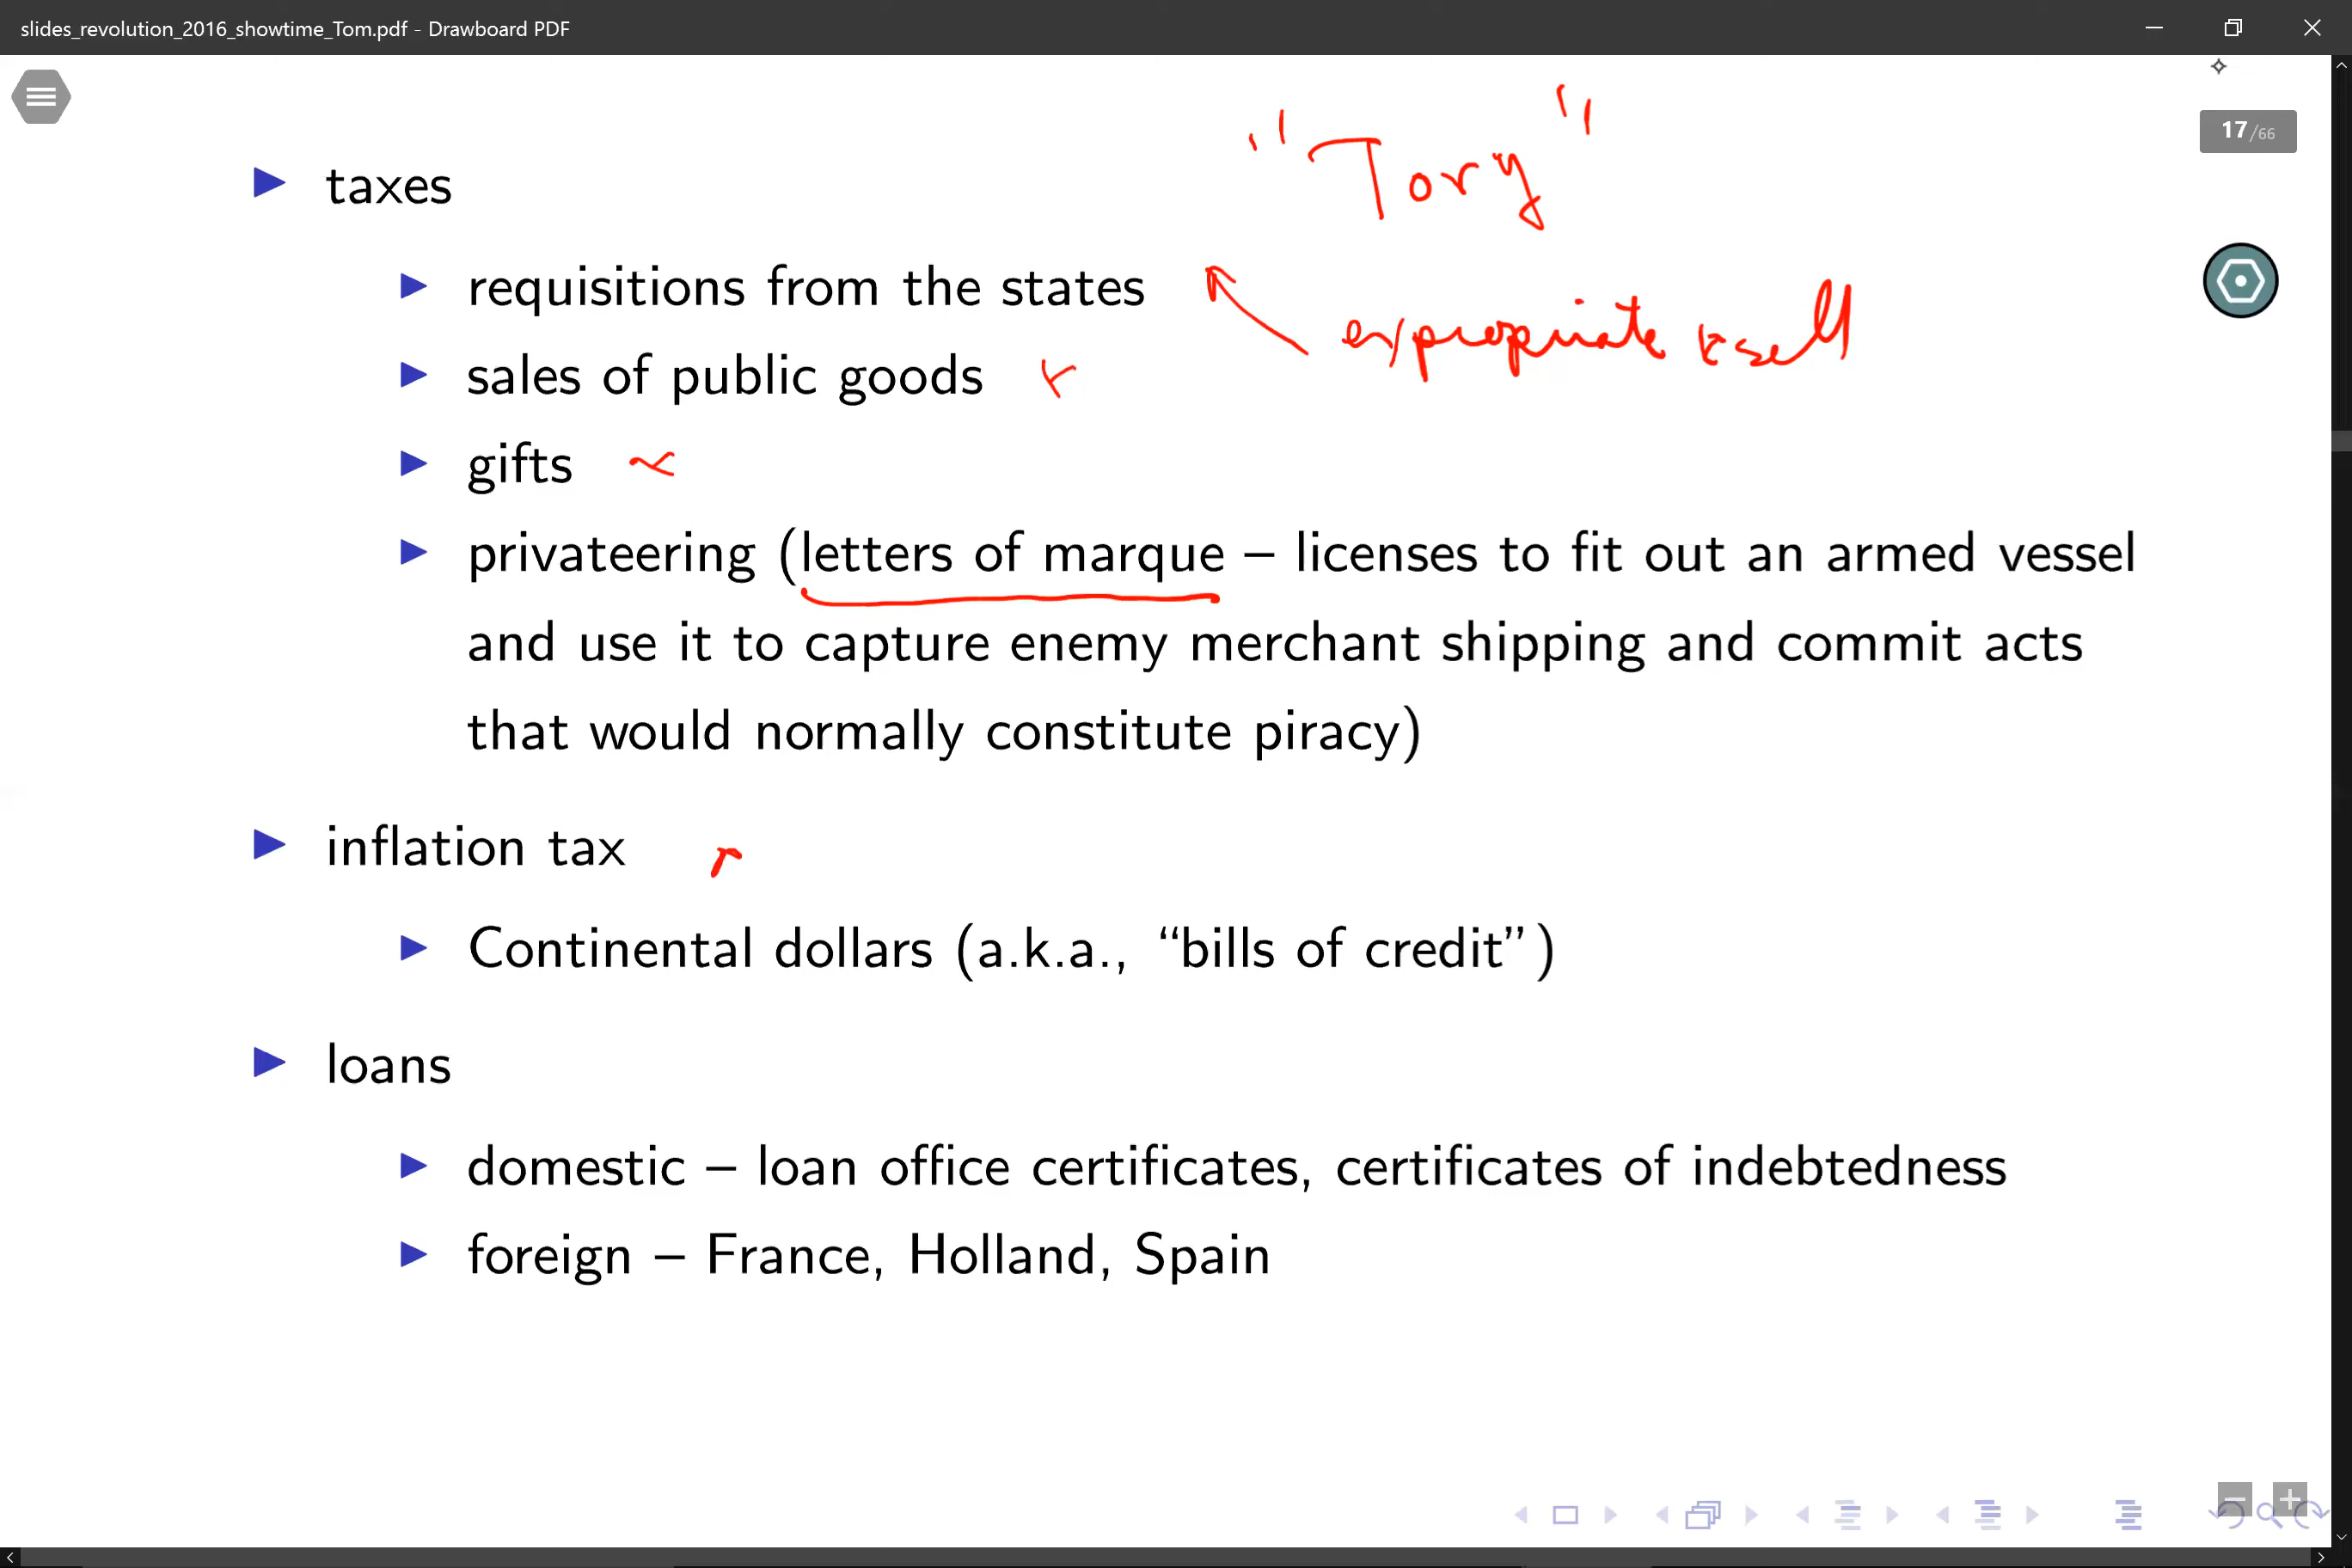 slides_revolution_2016_showtime_Tom.pdf - Drawboard PDF
17/66
"Tory"
▶ taxes
▶ requisitions from the states
▶ sales of public goods
▶ gifts
▶ privateering (letters of marque – licenses to fit out an armed vessel
and use it to capture enemy merchant shipping and commit acts
that would normally constitute piracy)
▶ inflation tax
▶ Continental dollars (a.k.a., “bills of credit”)
▶ loans
▶ domestic – loan office certificates, certificates of indebtedness
▶ foreign – France, Holland, Spain